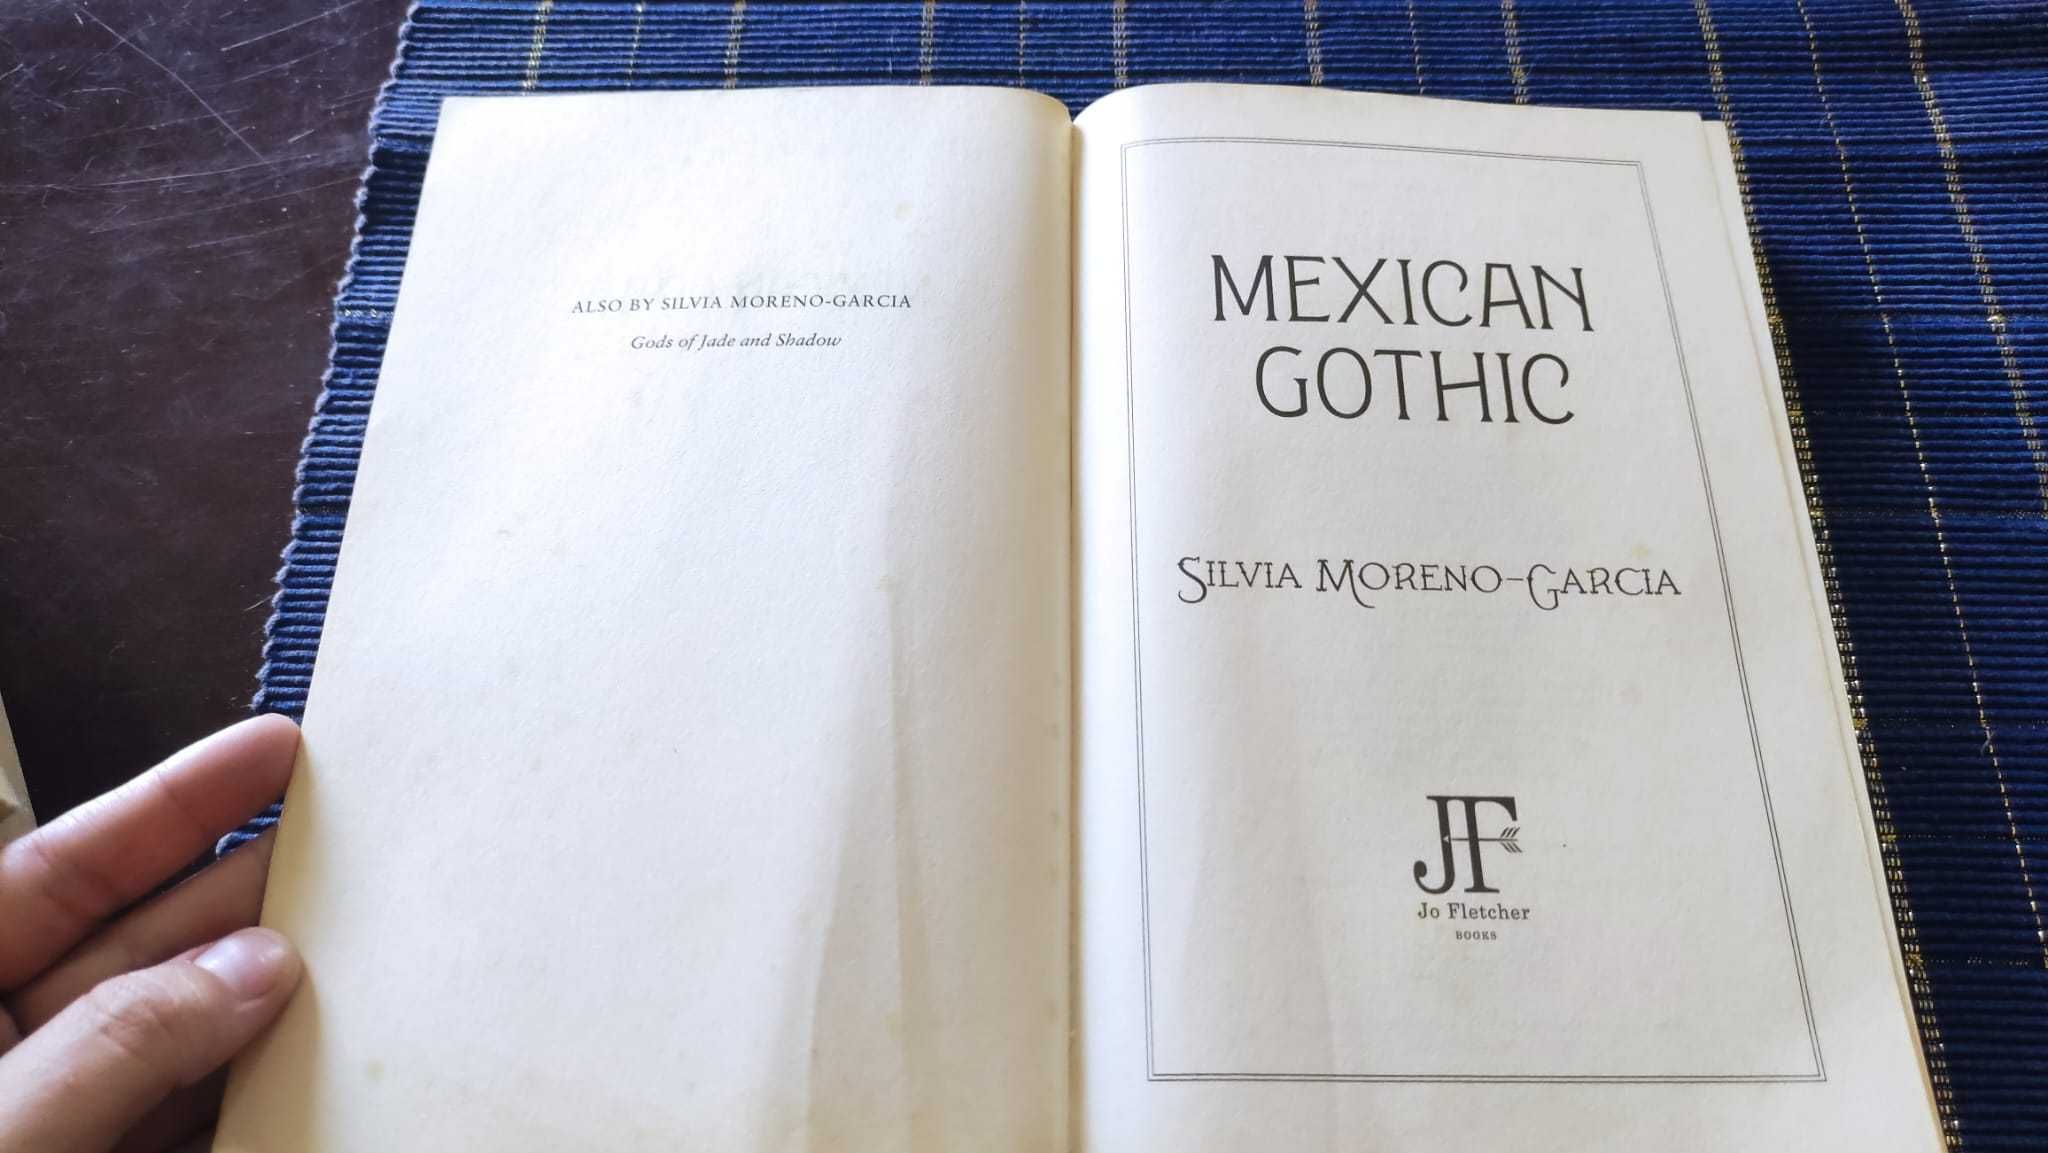 ALSO BY SILVIA MORENO-GARCIA
Gods of Jade and Shadow
MEXICAN
GOTHIC
SILVIA MORENO-GARCIA
JF
Jo Fletcher
BOOKS